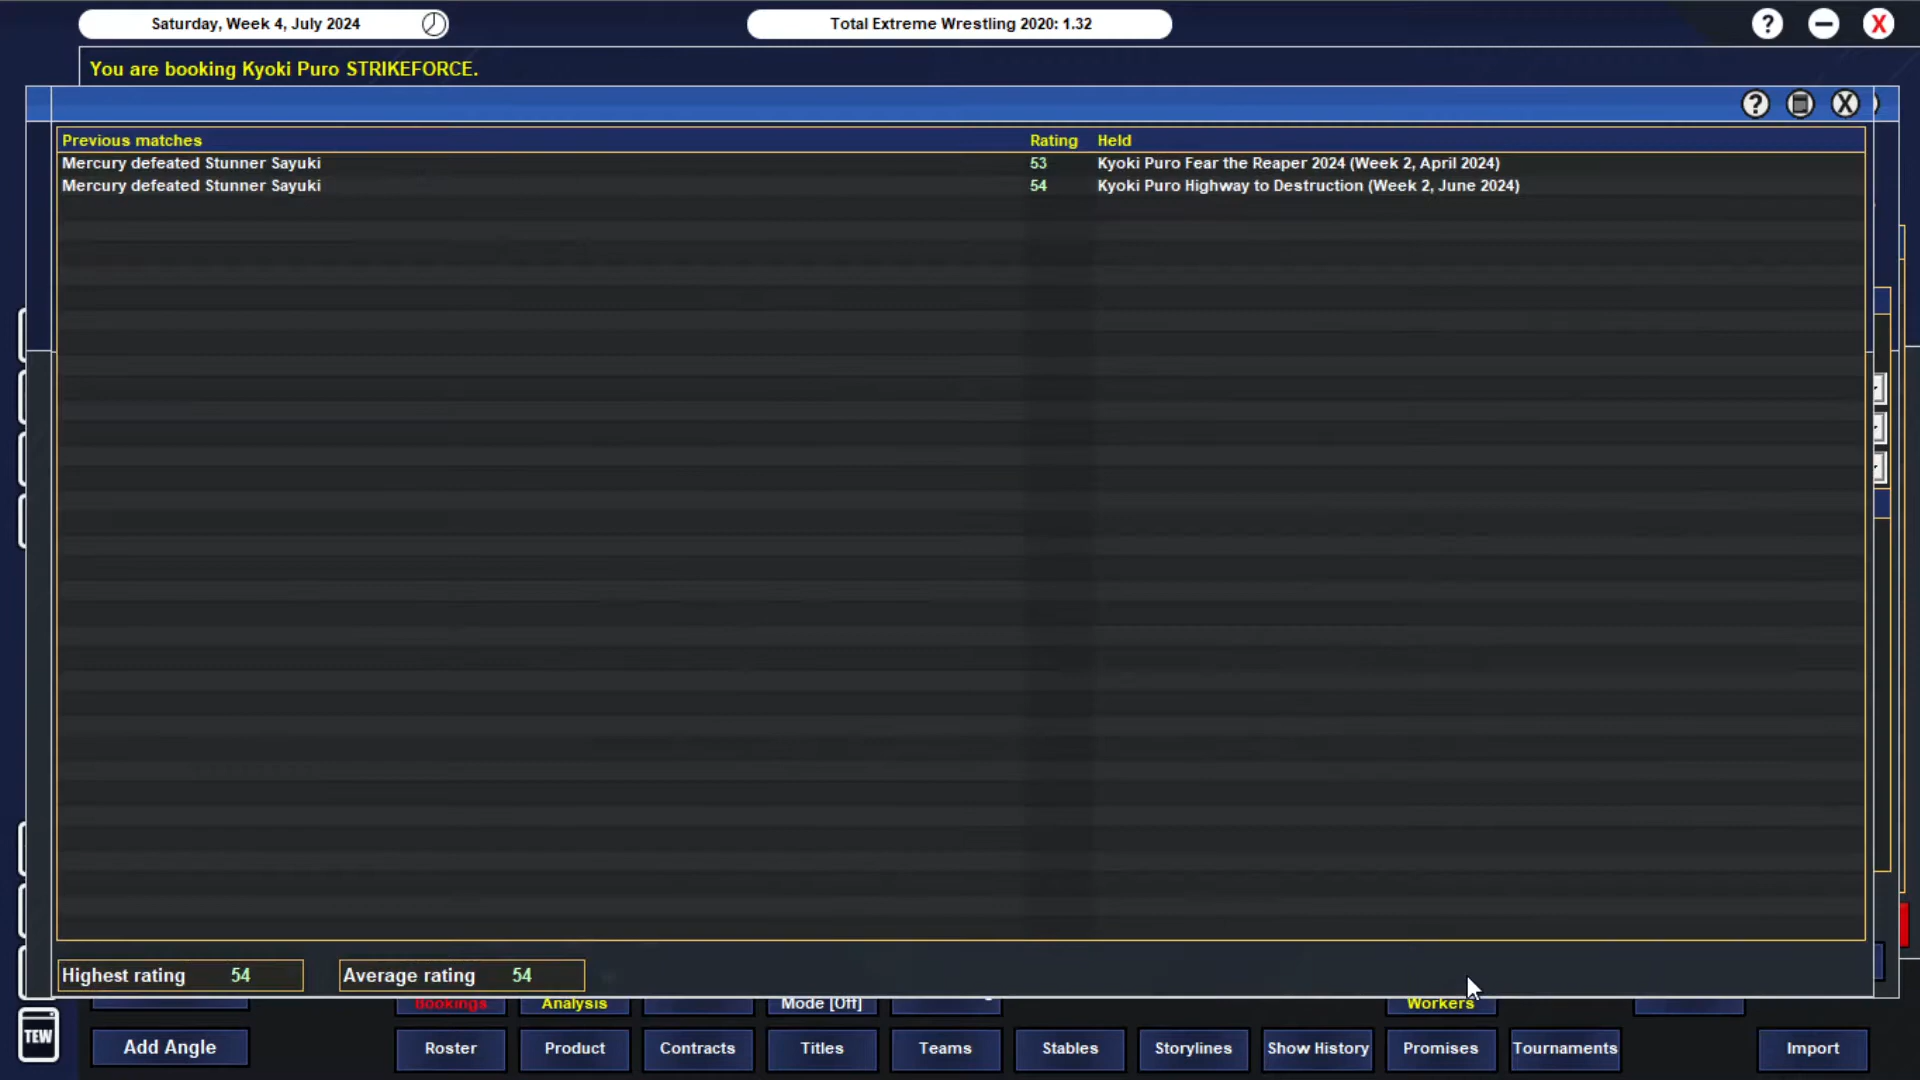 Saturday, Week 4, July 2024
Total Extreme Wrestling 2020: 1.32
? X
You are booking Kyoki Puro STRIKEFORCE.
? X
Previous matches Rating Held
Mercury defeated Stunner Sayuki 53 Kyoki Puro Fear the Reaper 2024 (Week 2, April 2024)
Mercury defeated Stunner Sayuki 54 Kyoki Puro Highway to Destruction (Week 2, June 2024)
Highest rating 54 Average rating 54
Bookings Analysis Mode [Off] Workers
TEW
Add Angle Roster Product Contracts Titles Teams Stables Storylines Show History Promises Tournaments Import